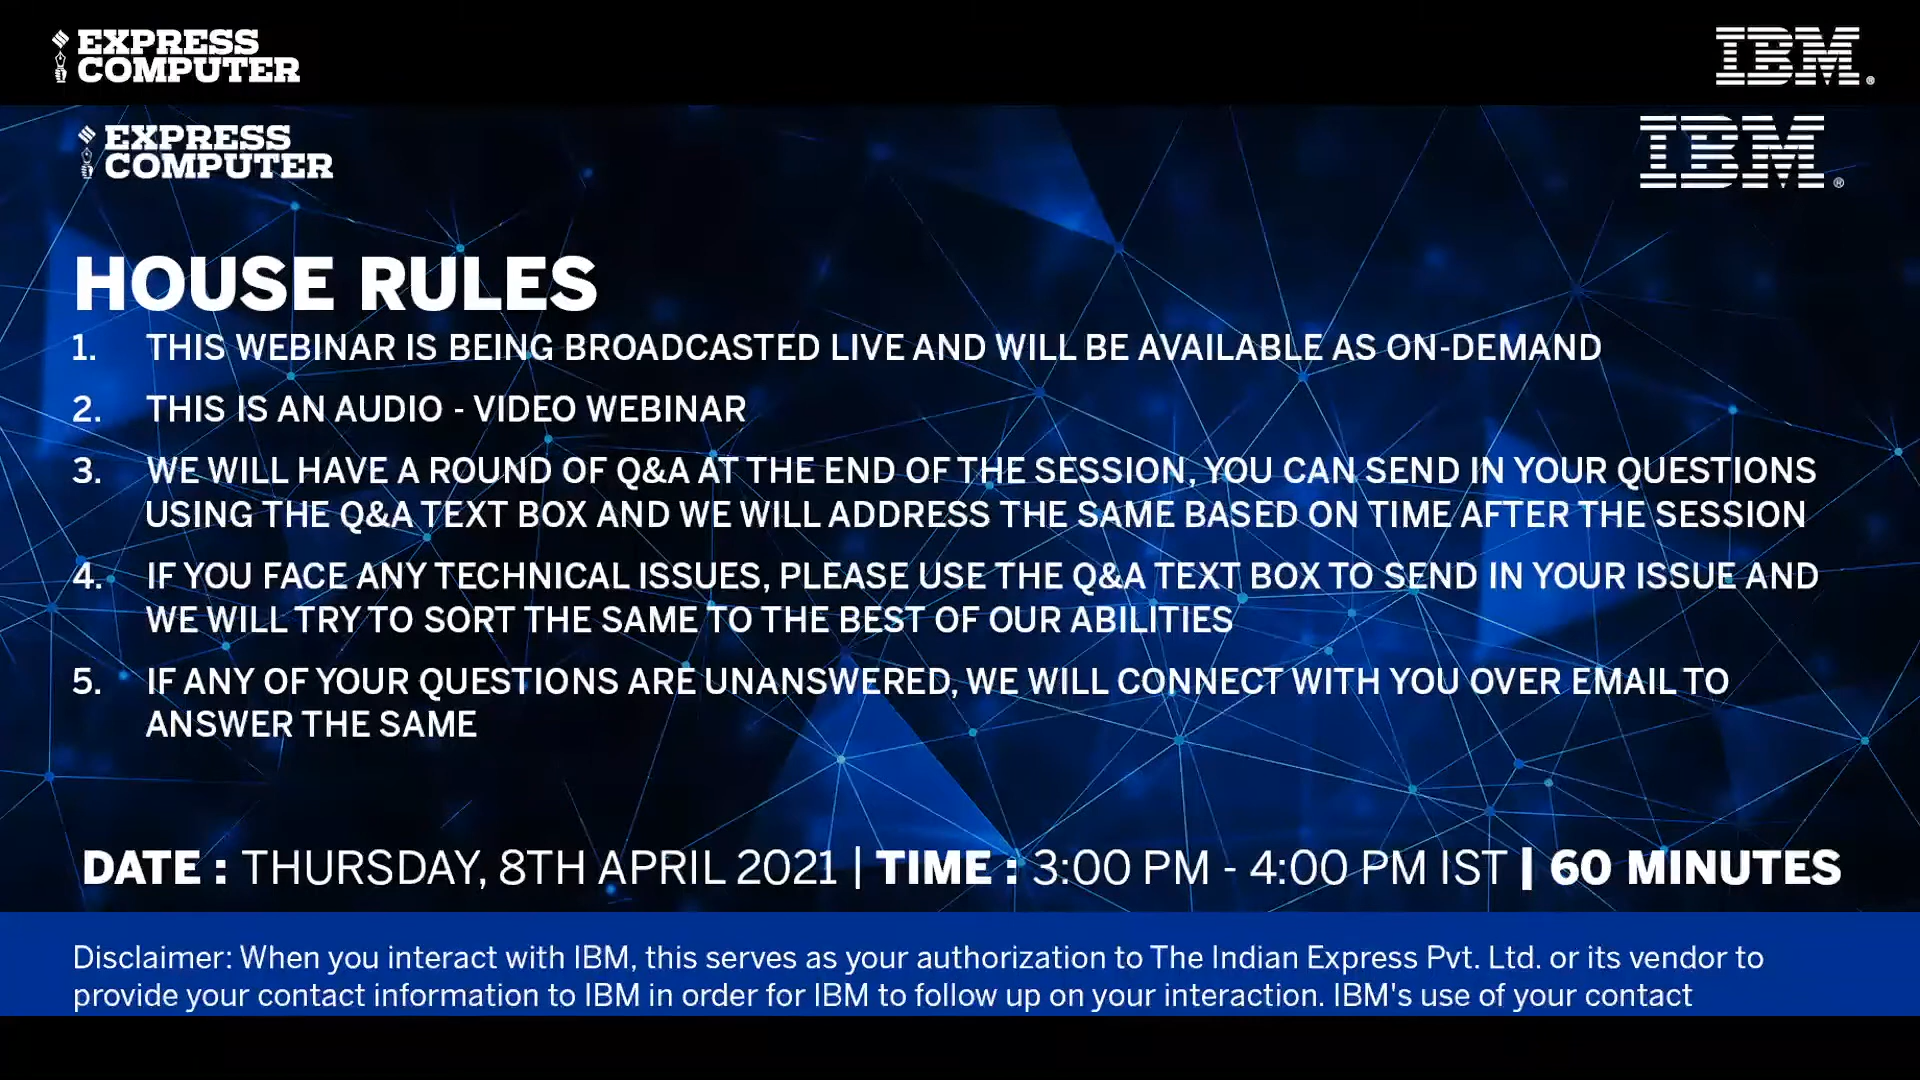 EXPRESS
COMPUTER
IBM®
EXPRESS
COMPUTER
IBM®
HOUSE RULES
1. THIS WEBINAR IS BEING BROADCASTED LIVE AND WILL BE AVAILABLE AS ON-DEMAND
2. THIS IS AN AUDIO - VIDEO WEBINAR
3. WE WILL HAVE A ROUND OF Q&A AT THE END OF THE SESSION, YOU CAN SEND IN YOUR QUESTIONS
USING THE Q&A TEXT BOX AND WE WILL ADDRESS THE SAME BASED ON TIME AFTER THE SESSION
4. IF YOU FACE ANY TECHNICAL ISSUES, PLEASE USE THE Q&A TEXT BOX TO SEND IN YOUR ISSUE AND
WE WILL TRY TO SORT THE SAME TO THE BEST OF OUR ABILITIES
5. IF ANY OF YOUR QUESTIONS ARE UNANSWERED, WE WILL CONNECT WITH YOU OVER EMAIL TO
ANSWER THE SAME
DATE : THURSDAY, 8TH APRIL 2021 | TIME : 3:00 PM - 4:00 PM IST | 60 MINUTES
Disclaimer: When you interact with IBM, this serves as your authorization to The Indian Express Pvt. Ltd. or its vendor to
provide your contact information to IBM in order for IBM to follow up on your interaction. IBM's use of your contact